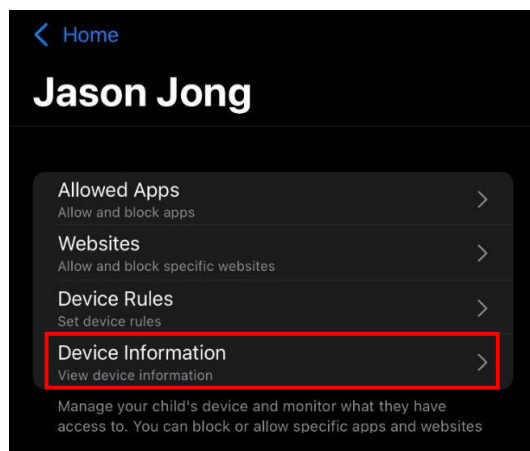 Home
Jason Jong
Allowed Apps
Allow and block apps
Websites
Allow and block specific websites
Device Rules
Set device rules
Device Information
View device information
Manage your child's device and monitor what they have
access to. You can block or allow specific apps and websites